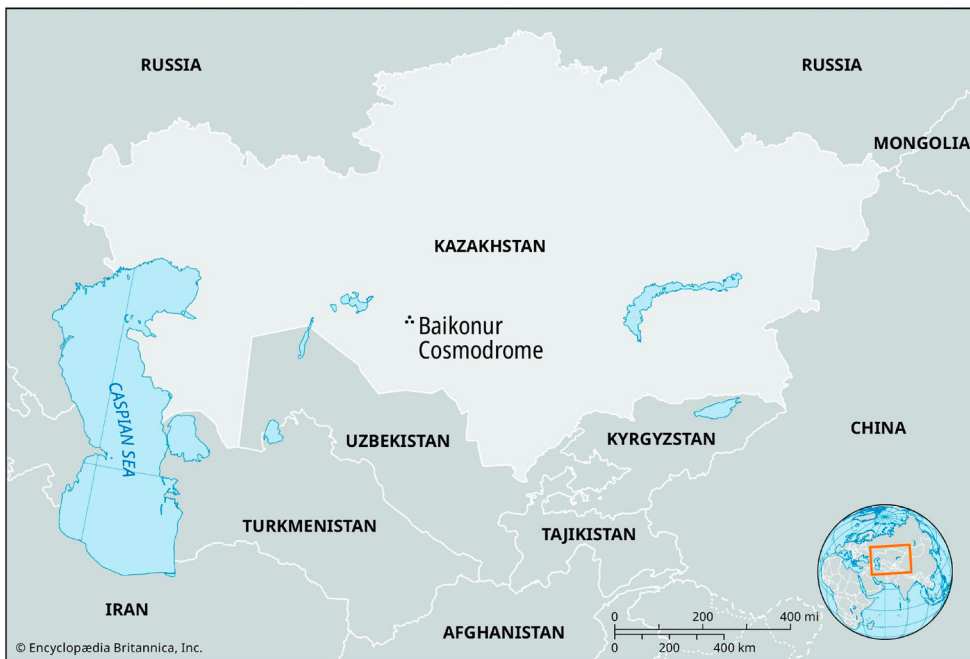 RUSSIA
RUSSIA
MONGOLIA
KAZAKHSTAN
Baikonur
Cosmodrome
CASPIAN SEA
UZBEKISTAN
KYRGYZSTAN
CHINA
TURKMENISTAN
TAJIKISTAN
IRAN
AFGHANISTAN
0 200 400 mi
0 200 400 km
© Encyclopædia Britannica, Inc.